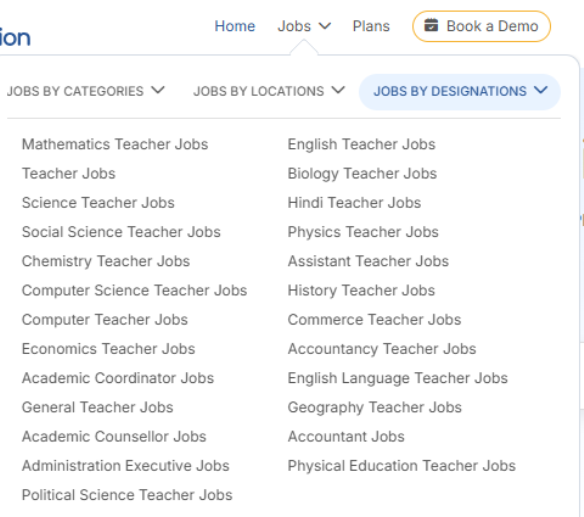 Home Jobs Plans Book a Demo
JOBS BY CATEGORIES JOBS BY LOCATIONS JOBS BY DESIGNATIONS
Mathematics Teacher Jobs English Teacher Jobs
Teacher Jobs Biology Teacher Jobs
Science Teacher Jobs Hindi Teacher Jobs
Social Science Teacher Jobs Physics Teacher Jobs
Chemistry Teacher Jobs Assistant Teacher Jobs
Computer Science Teacher Jobs History Teacher Jobs
Computer Teacher Jobs Commerce Teacher Jobs
Economics Teacher Jobs Accountancy Teacher Jobs
Academic Coordinator Jobs English Language Teacher Jobs
General Teacher Jobs Geography Teacher Jobs
Academic Counsellor Jobs Accountant Jobs
Administration Executive Jobs Physical Education Teacher Jobs
Political Science Teacher Jobs